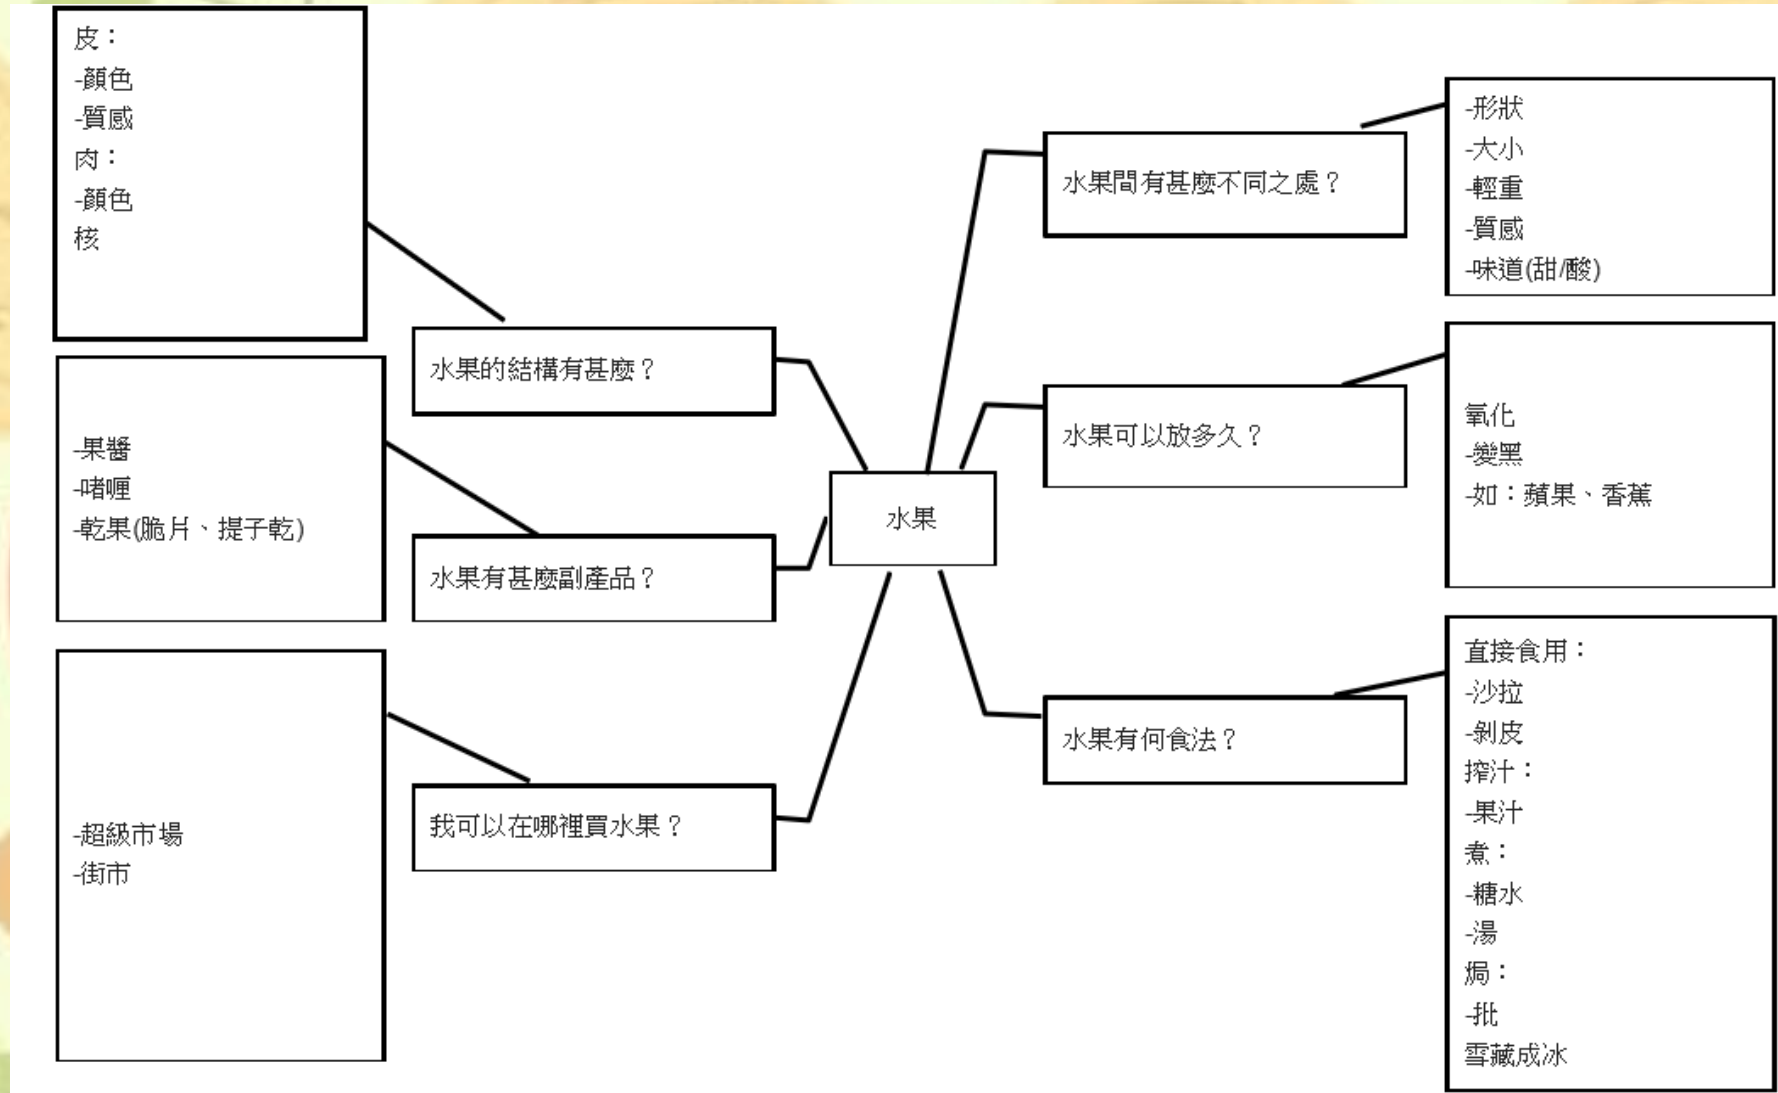 皮：
-顏色
-質感
肉：
-顏色
核
水果的結構有甚麼？
-果醬
-啫喱
-乾果(脆片、提子乾)
水果有甚麼副產品？
-超級市場
-街市
我可以在哪裡買水果？
水果
水果間有甚麼不同之處？
-形狀
-大小
-輕重
-質感
-味道(甜/酸)
水果可以放多久？
氧化
-變黑
-如：蘋果、香蕉
水果有何食法？
直接食用：
-沙拉
-剝皮
搾汁：
-果汁
煮：
-糖水
-湯
焗：
-批
雪藏成冰